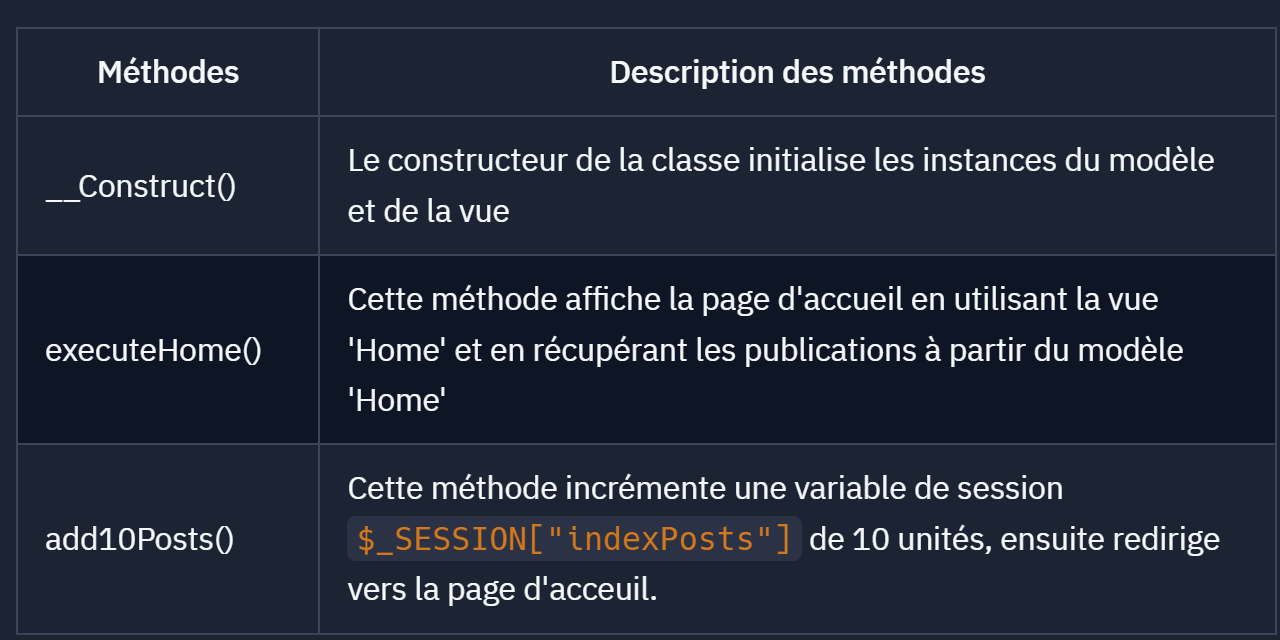 Méthodes
Description des méthodes
__Construct()
Le constructeur de la classe initialise les instances du modèle
et de la vue
executeHome()
Cette méthode affiche la page d'accueil en utilisant la vue
'Home' et en récupérant les publications à partir du modèle
'Home'
add10Posts()
Cette méthode incrémente une variable de session
$_SESSION["indexPosts"] de 10 unités, ensuite redirige
vers la page d'acceuil.